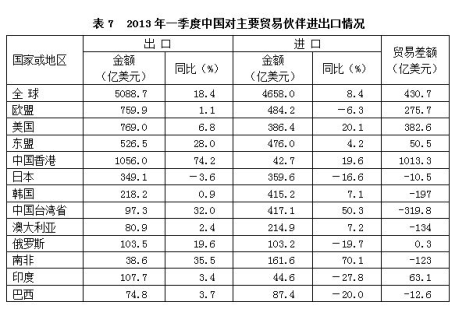 表 7　2013 年一季度中国对主要贸易伙伴进出口情况
国家或地区 出 口 进 口 贸易差额（亿美元）
金额（亿美元） 同比（%） 金额（亿美元） 同比（%）
全 球 5088.7 18.4 4658.0 8.4 430.7
欧盟 759.9 1.1 484.2 －6.3 275.7
美国 769.0 6.8 386.4 20.1 382.6
东盟 526.5 28.0 476.0 4.2 50.5
中国香港 1056.0 74.2 42.7 19.6 1013.3
日本 349.1 －3.6 359.6 －16.6 -10.5
韩国 218.2 0.9 415.2 7.1 -197
中国台湾省 97.3 32.0 417.1 50.3 -319.8
澳大利亚 80.9 2.4 214.9 7.2 -134
俄罗斯 103.5 19.6 103.2 －19.7 0.3
南非 38.6 35.5 161.6 70.1 -123
印度 107.7 3.4 44.6 －27.8 63.1
巴西 74.8 3.7 87.4 －20.0 -12.6